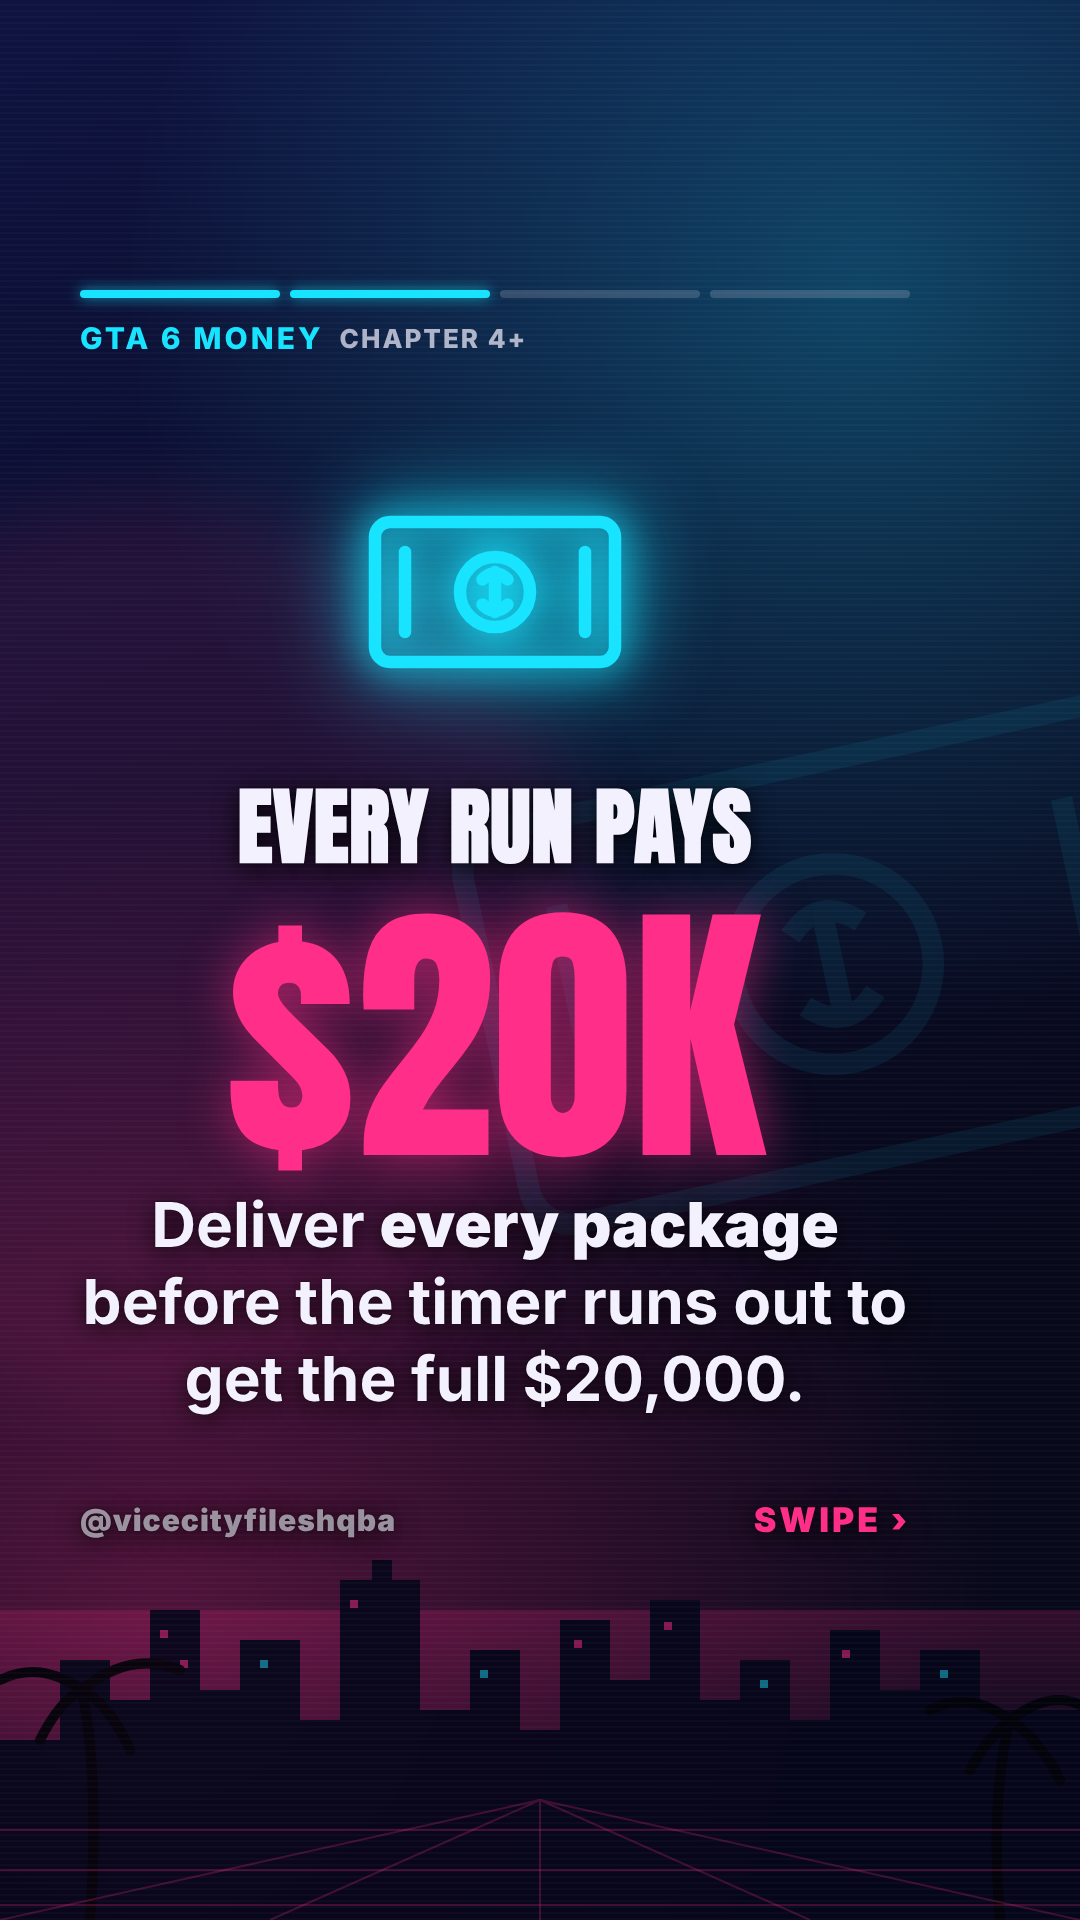 GTA 6 MONEY CHAPTER 4+
EVERY RUN PAYS
$20K
Deliver every package
before the timer runs out to
get the full $20,000.
@vicecityfileshqba
SWIPE ›